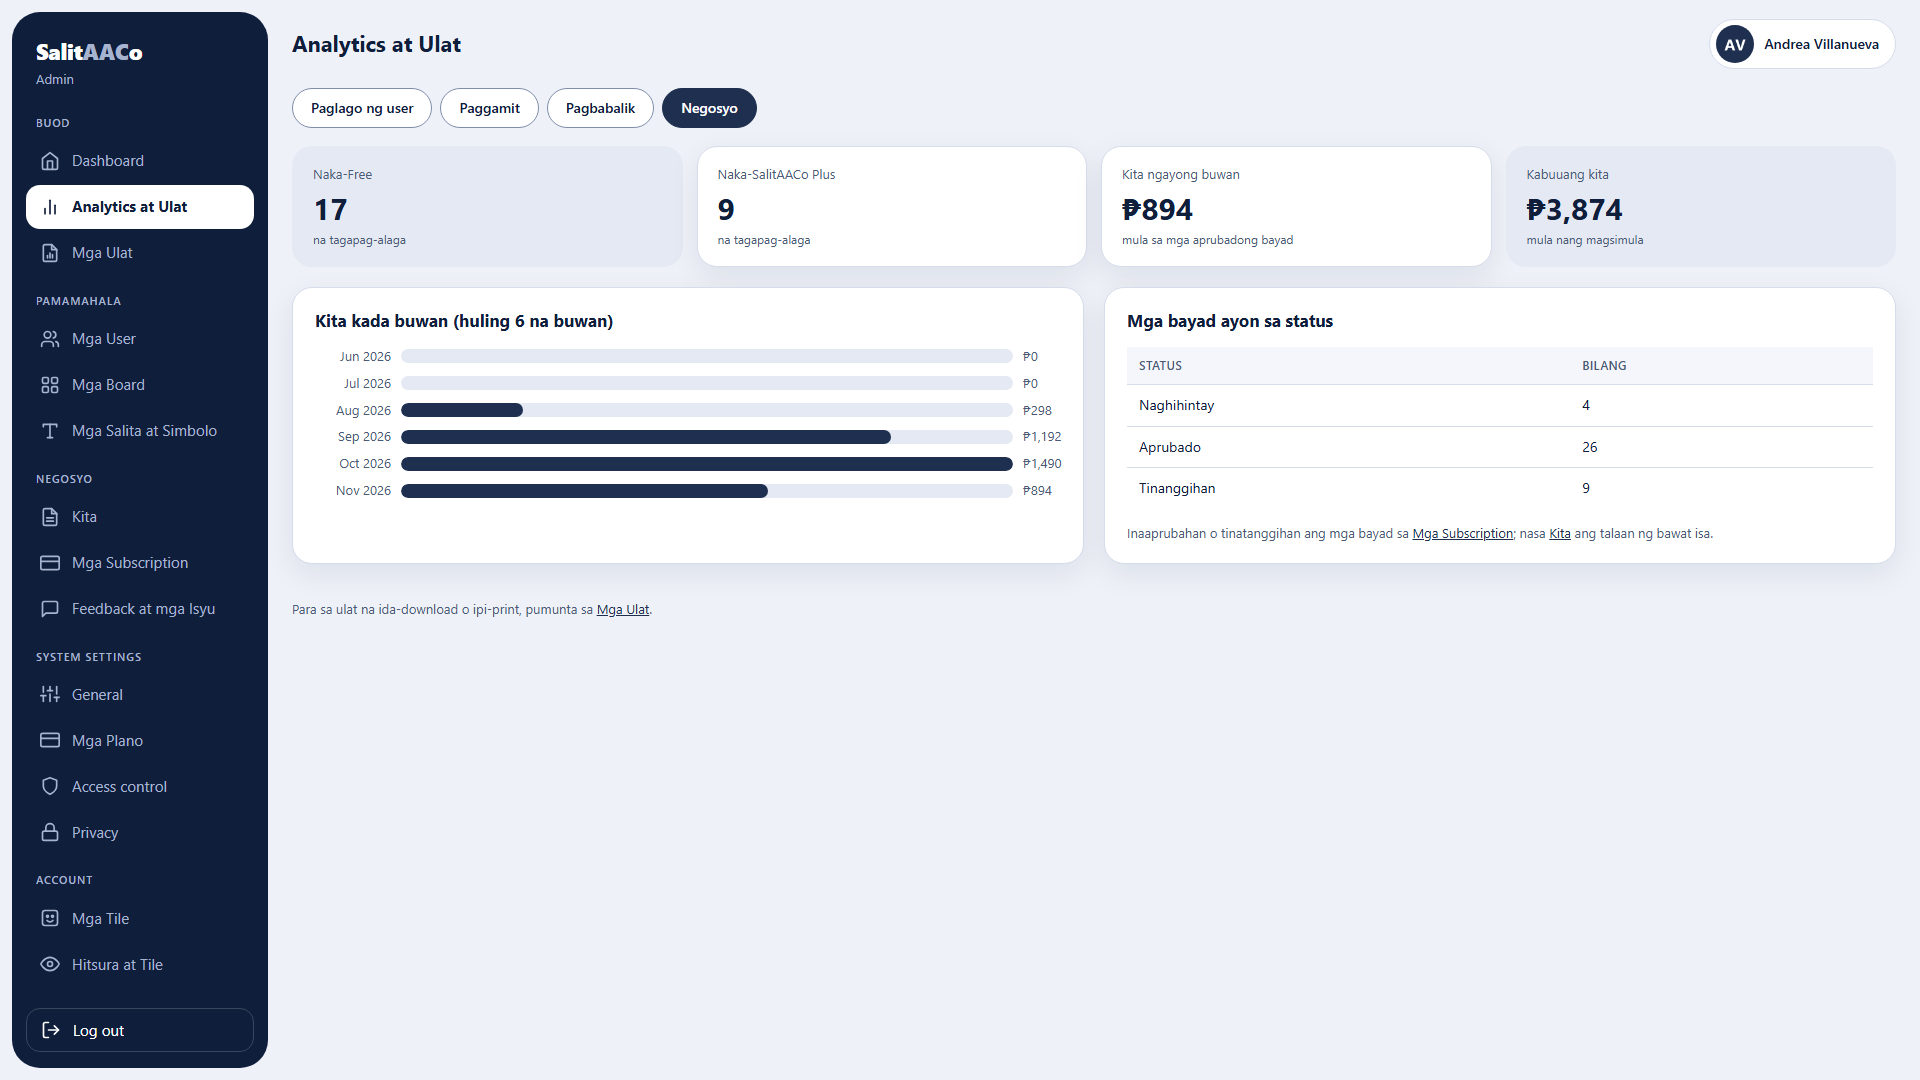 SalitAACo
Admin
BUOD
Dashboard
Analytics at Ulat
Mga Ulat
PAMAMAHALA
Mga User
Mga Board
Mga Salita at Simbolo
NEGOSYO
Kita
Mga Subscription
Feedback at mga Isyu
SYSTEM SETTINGS
General
Mga Plano
Access control
Privacy
ACCOUNT
Mga Tile
Hitsura at Tile
Log out
Analytics at Ulat
AV Andrea Villanueva
Paglago ng user Paggamit Pagbabalik Negosyo
Naka-Free
17
na tagapag-alaga
Naka-SalitAACo Plus
9
na tagapag-alaga
Kita ngayong buwan
₱894
mula sa mga aprubadong bayad
Kabuuang kita
₱3,874
mula nang magsimula
Kita kada buwan (huling 6 na buwan)
Jun 2026 ₱0
Jul 2026 ₱0
Aug 2026 ₱298
Sep 2026 ₱1,192
Oct 2026 ₱1,490
Nov 2026 ₱894
Mga bayad ayon sa status
STATUS BILANG
Naghihintay 4
Aprubado 26
Tinanggihan 9
Inaaprubahan o tinatanggihan ang mga bayad sa Mga Subscription; nasa Kita ang talaan ng bawat isa.
Para sa ulat na ida-download o ipi-print, pumunta sa Mga Ulat.